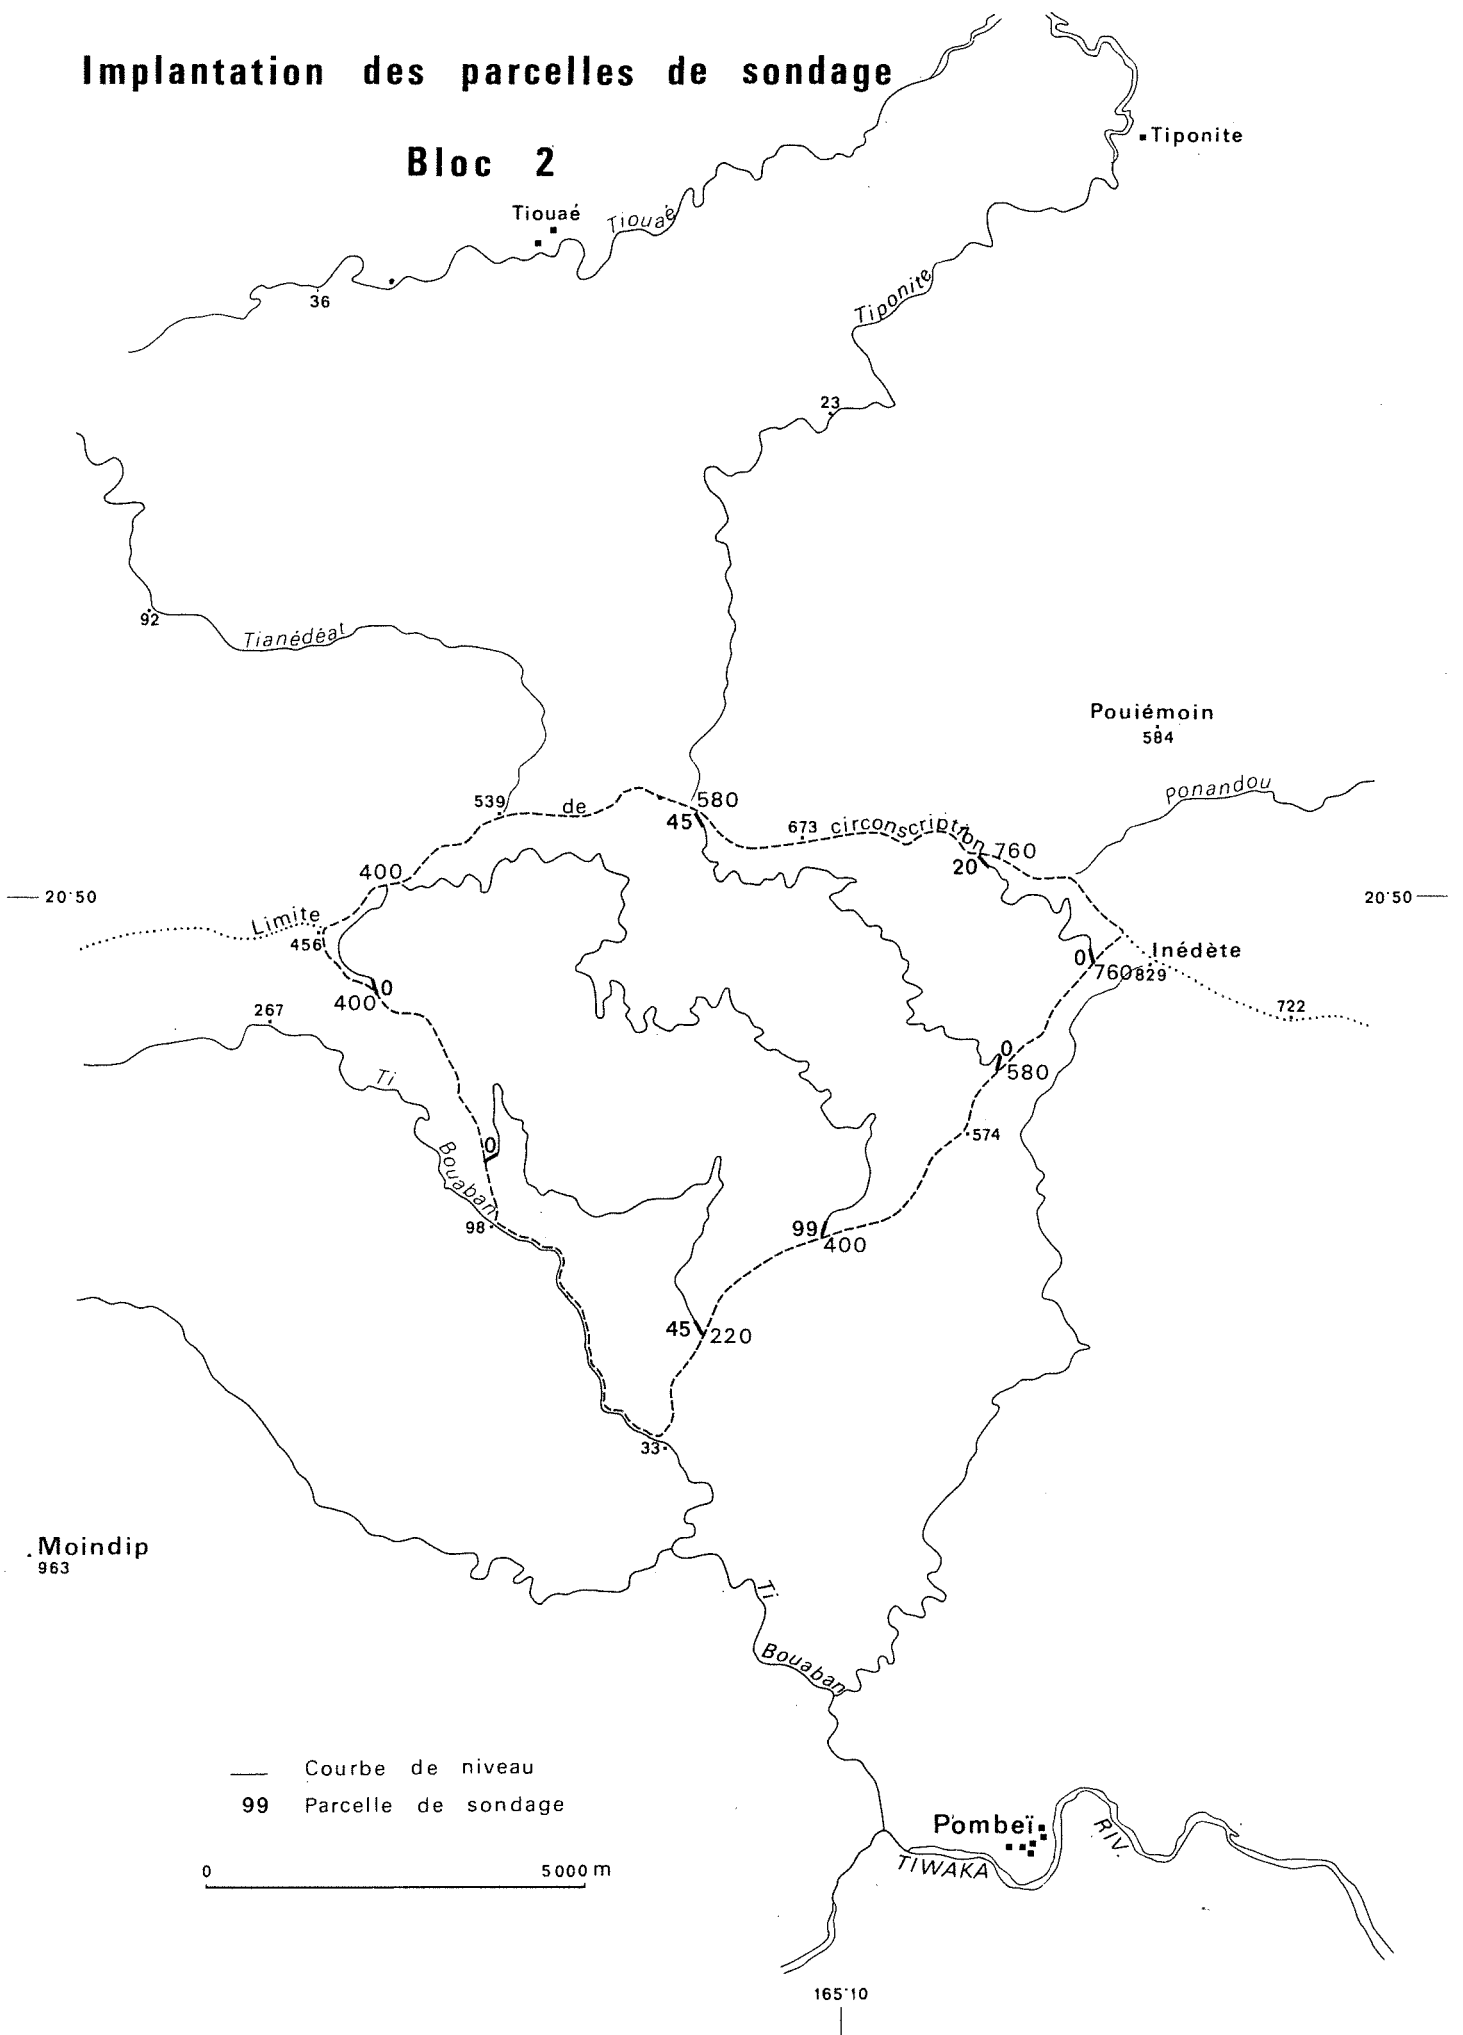 Implantation des parcelles de sondage
Bloc 2
Tiponite
Tiouaé
Tiouaé
36
Tiponite
23
92
Tianédéat
Pouiémoin
584
ponandou
539
de
580
45
673
circonscription
760
20
400
20°50
20°50
Limite
456
0
400
0
760
829
Inédète
267
722
Ti
0
580
574
0
Bouaban
98
99
400
45
220
33
Moindip
963
Ti
Bouaban
Courbe de niveau
99 Parcelle de sondage
Pombeï
RIV.
TIWAKA
0 5000 m
165°10